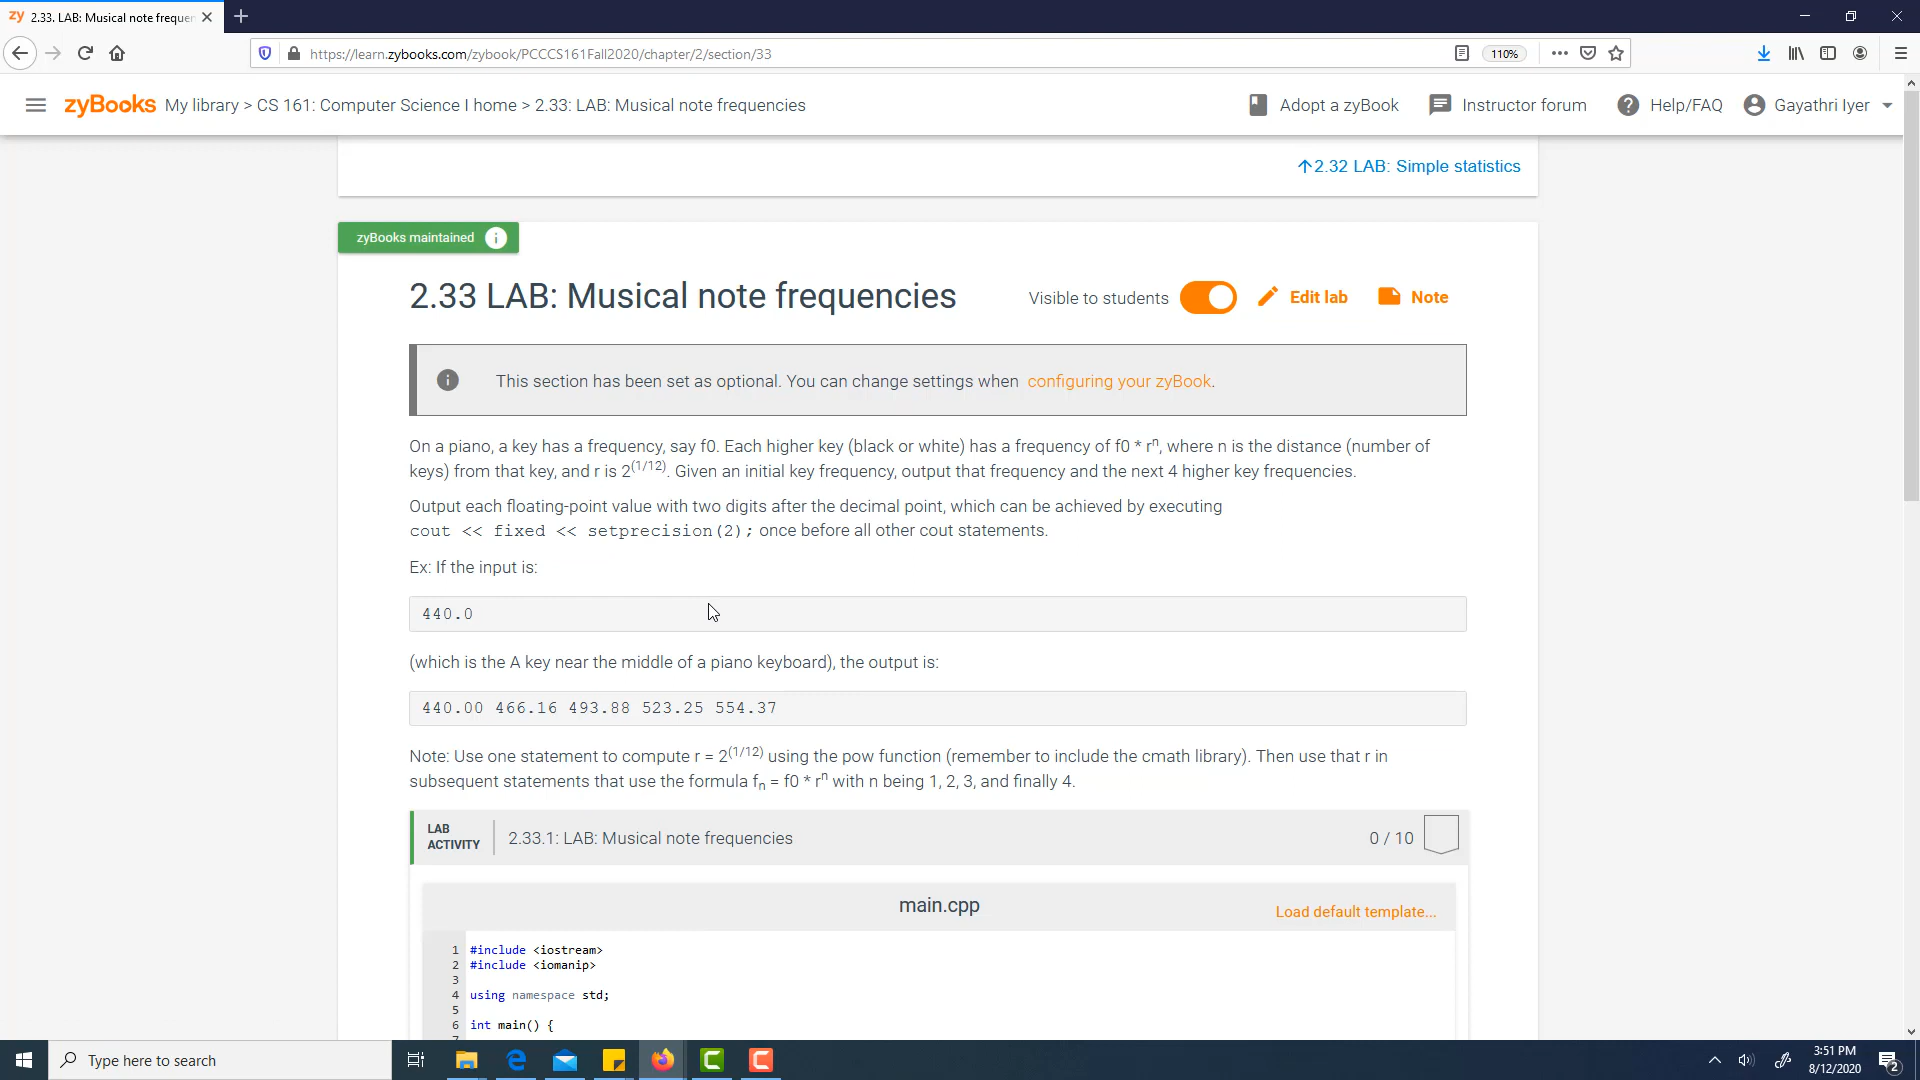 zy 2.33. LAB: Musical note frequen
https://learn.zybooks.com/zybook/PCCCS161Fall2020/chapter/2/section/33
110%
zyBooks My library > CS 161: Computer Science I home > 2.33: LAB: Musical note frequencies
Adopt a zyBook
Instructor forum
Help/FAQ
Gayathri Iyer
↑2.32 LAB: Simple statistics
zyBooks maintained
2.33 LAB: Musical note frequencies
Visible to students
Edit lab
Note
This section has been set as optional. You can change settings when configuring your zyBook.
On a piano, a key has a frequency, say f0. Each higher key (black or white) has a frequency of f0 * rⁿ, where n is the distance (number of
keys) from that key, and r is 2^(1/12). Given an initial key frequency, output that frequency and the next 4 higher key frequencies.
Output each floating-point value with two digits after the decimal point, which can be achieved by executing
cout << fixed << setprecision(2); once before all other cout statements.
Ex: If the input is:
440.0
(which is the A key near the middle of a piano keyboard), the output is:
440.00 466.16 493.88 523.25 554.37
Note: Use one statement to compute r = 2^(1/12) using the pow function (remember to include the cmath library). Then use that r in
subsequent statements that use the formula fₙ = f0 * rⁿ with n being 1, 2, 3, and finally 4.
LAB
ACTIVITY
2.33.1: LAB: Musical note frequencies
0 / 10
main.cpp
Load default template...
1 #include <iostream>
2 #include <iomanip>
3
4 using namespace std;
5
6 int main() {
7
Type here to search
3:51 PM
8/12/2020
2